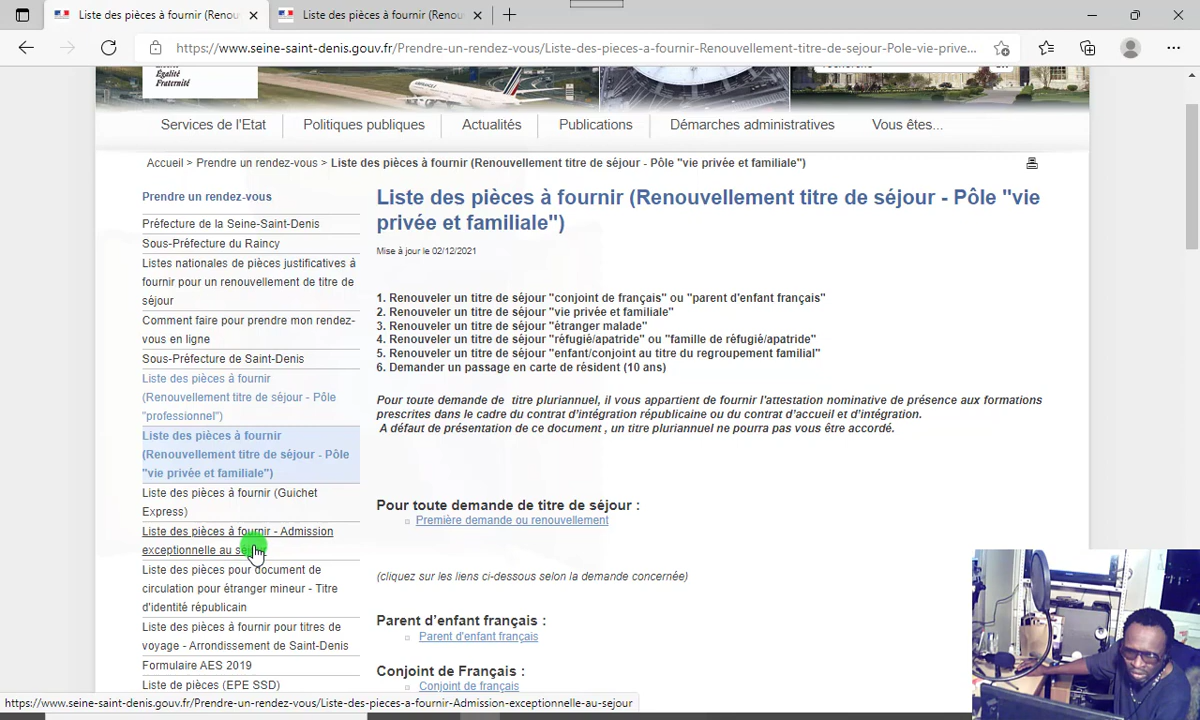 Liste des pièces à fournir (Renou
Liste des pièces à fournir (Renou
https://www.seine-saint-denis.gouv.fr/Prendre-un-rendez-vous/Liste-des-pieces-a-fournir-Renouvellement-titre-de-sejour-Pole-vie-prive...
Égalité
Fraternité
Services de l'Etat
Politiques publiques
Actualités
Publications
Démarches administratives
Vous êtes...
Accueil > Prendre un rendez-vous > Liste des pièces à fournir (Renouvellement titre de séjour - Pôle "vie privée et familiale")
Prendre un rendez-vous
Préfecture de la Seine-Saint-Denis
Sous-Préfecture du Raincy
Listes nationales de pièces justificatives à
fournir pour un renouvellement de titre de
séjour
Comment faire pour prendre mon rendez-
vous en ligne
Sous-Préfecture de Saint-Denis
Liste des pièces à fournir
(Renouvellement titre de séjour - Pôle
"professionnel")
Liste des pièces à fournir
(Renouvellement titre de séjour - Pôle
"vie privée et familiale")
Liste des pièces à fournir (Guichet
Express)
Liste des pièces à fournir - Admission
exceptionnelle au
Liste des pièces pour document de
circulation pour étranger mineur - Titre
d'identité républicain
Liste des pièces à fournir pour titres de
voyage - Arrondissement de Saint-Denis
Formulaire AES 2019
Liste de pièces (EPE SSD)
Liste des pièces à fournir (Renouvellement titre de séjour - Pôle "vie
privée et familiale")
Mise à jour le 02/12/2021
1. Renouveler un titre de séjour "conjoint de français" ou "parent d'enfant français"
2. Renouveler un titre de séjour "vie privée et familiale"
3. Renouveler un titre de séjour "étranger malade"
4. Renouveler un titre de séjour "réfugié/apatride" ou "famille de réfugié/apatride"
5. Renouveler un titre de séjour "enfant/conjoint au titre du regroupement familial"
6. Demander un passage en carte de résident (10 ans)
Pour toute demande de titre pluriannuel, il vous appartient de fournir l'attestation nominative de présence aux formations
prescrites dans le cadre du contrat d'intégration républicaine ou du contrat d'accueil et d'intégration.
A défaut de présentation de ce document , un titre pluriannuel ne pourra pas vous être accordé.
Pour toute demande de titre de séjour :
Première demande ou renouvellement
(cliquez sur les liens ci-dessous selon la demande concernée)
Parent d'enfant français :
Parent d'enfant français
Conjoint de Français :
Conjoint de français
https://www.seine-saint-denis.gouv.fr/Prendre-un-rendez-vous/Liste-des-pieces-a-fournir-Admission-exceptionnelle-au-sejour